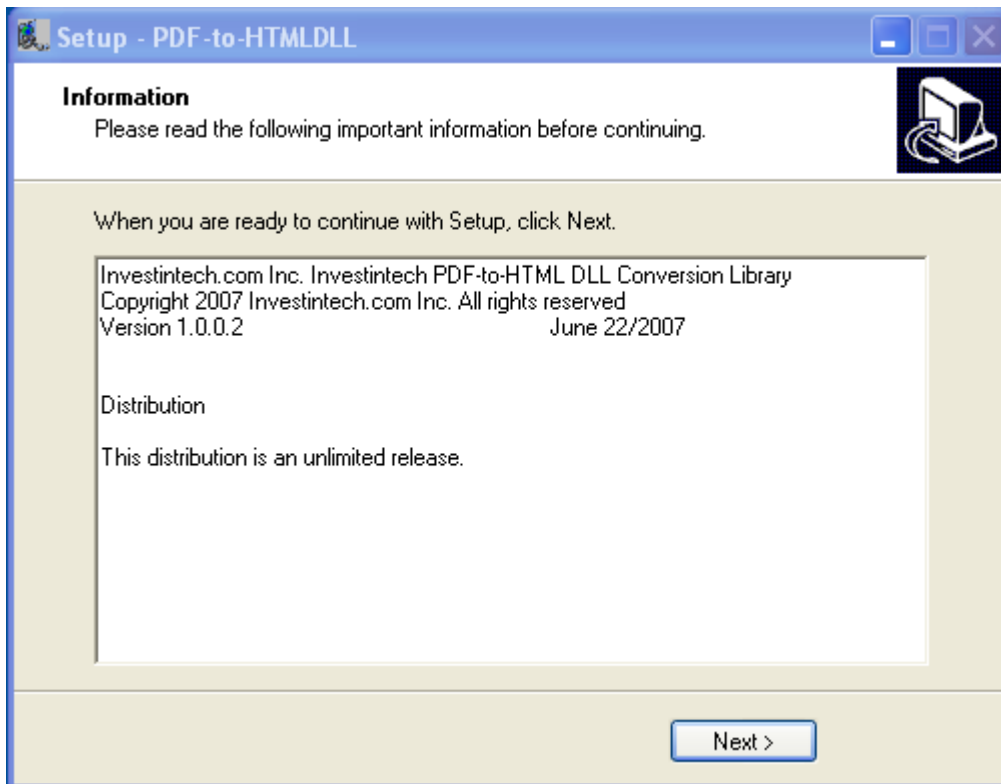 Setup - PDF-to-HTMLDLL
Information
Please read the following important information before continuing.
When you are ready to continue with Setup, click Next.
Investintech.com Inc. Investintech PDF-to-HTML DLL Conversion Library
Copyright 2007 Investintech.com Inc. All rights reserved
Version 1.0.0.2 June 22/2007
Distribution
This distribution is an unlimited release.
Next >